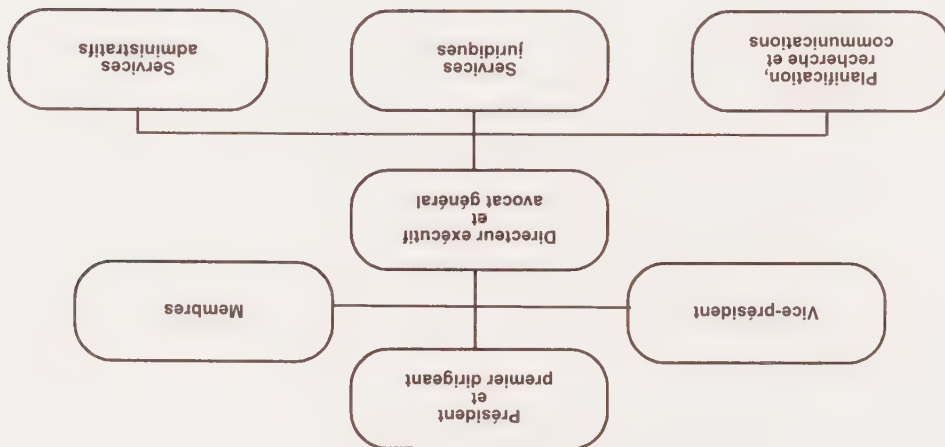 Président
et
premier dirigeant
Vice-président
Membres
Directeur exécutif
et
avocat général
Planification,
recherche et
communications
Services
juridiques
Services
administratifs